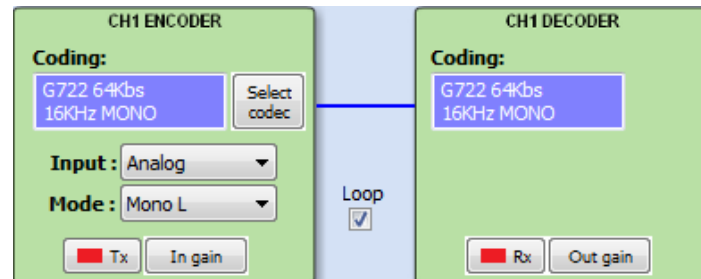 CH1 ENCODER
Coding:
G722 64Kbs
16KHz MONO
Select
codec
Input : Analog
Mode : Mono L
Tx
In gain
Loop
CH1 DECODER
Coding:
G722 64Kbs
16KHz MONO
Rx
Out gain